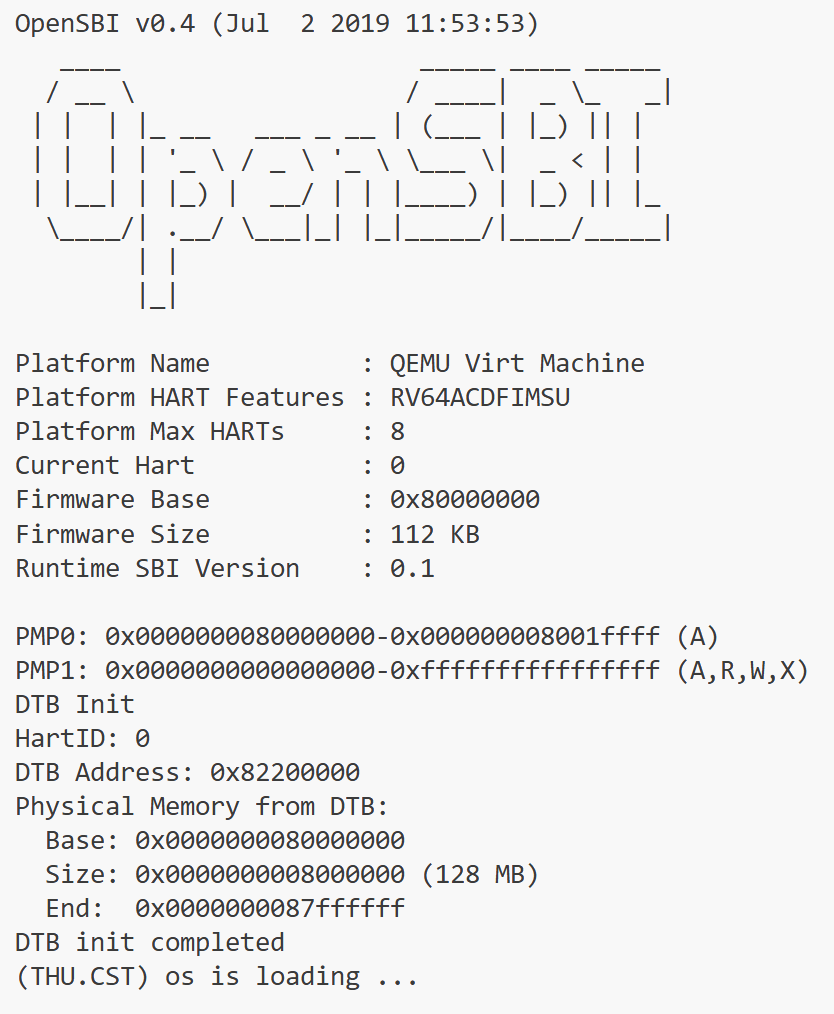 OpenSBI v0.4 (Jul  2 2019 11:53:53)
   ____                    _____ ____ _____
  / __ \                  / ____|  _ \_   _|
 | |  | |_ __   ___ _ __ | (___ | |_) || |
 | |  | | '_ \ / _ \ '_ \ \___ \|  _ < | |
 | |__| | |_) |  __/ | | |____) | |_) || |_
  \____/| .__/ \___|_| |_|_____/|____/_____|
        | |
        |_|
Platform Name          : QEMU Virt Machine
Platform HART Features : RV64ACDFIMSU
Platform Max HARTs     : 8
Current Hart           : 0
Firmware Base          : 0x80000000
Firmware Size          : 112 KB
Runtime SBI Version    : 0.1
PMP0: 0x0000000080000000-0x000000008001ffff (A)
PMP1: 0x0000000000000000-0xffffffffffffffff (A,R,W,X)
DTB Init
HartID: 0
DTB Address: 0x82200000
Physical Memory from DTB:
  Base: 0x0000000080000000
  Size: 0x0000000008000000 (128 MB)
  End:  0x0000000087ffffff
DTB init completed
(THU.CST) os is loading ...